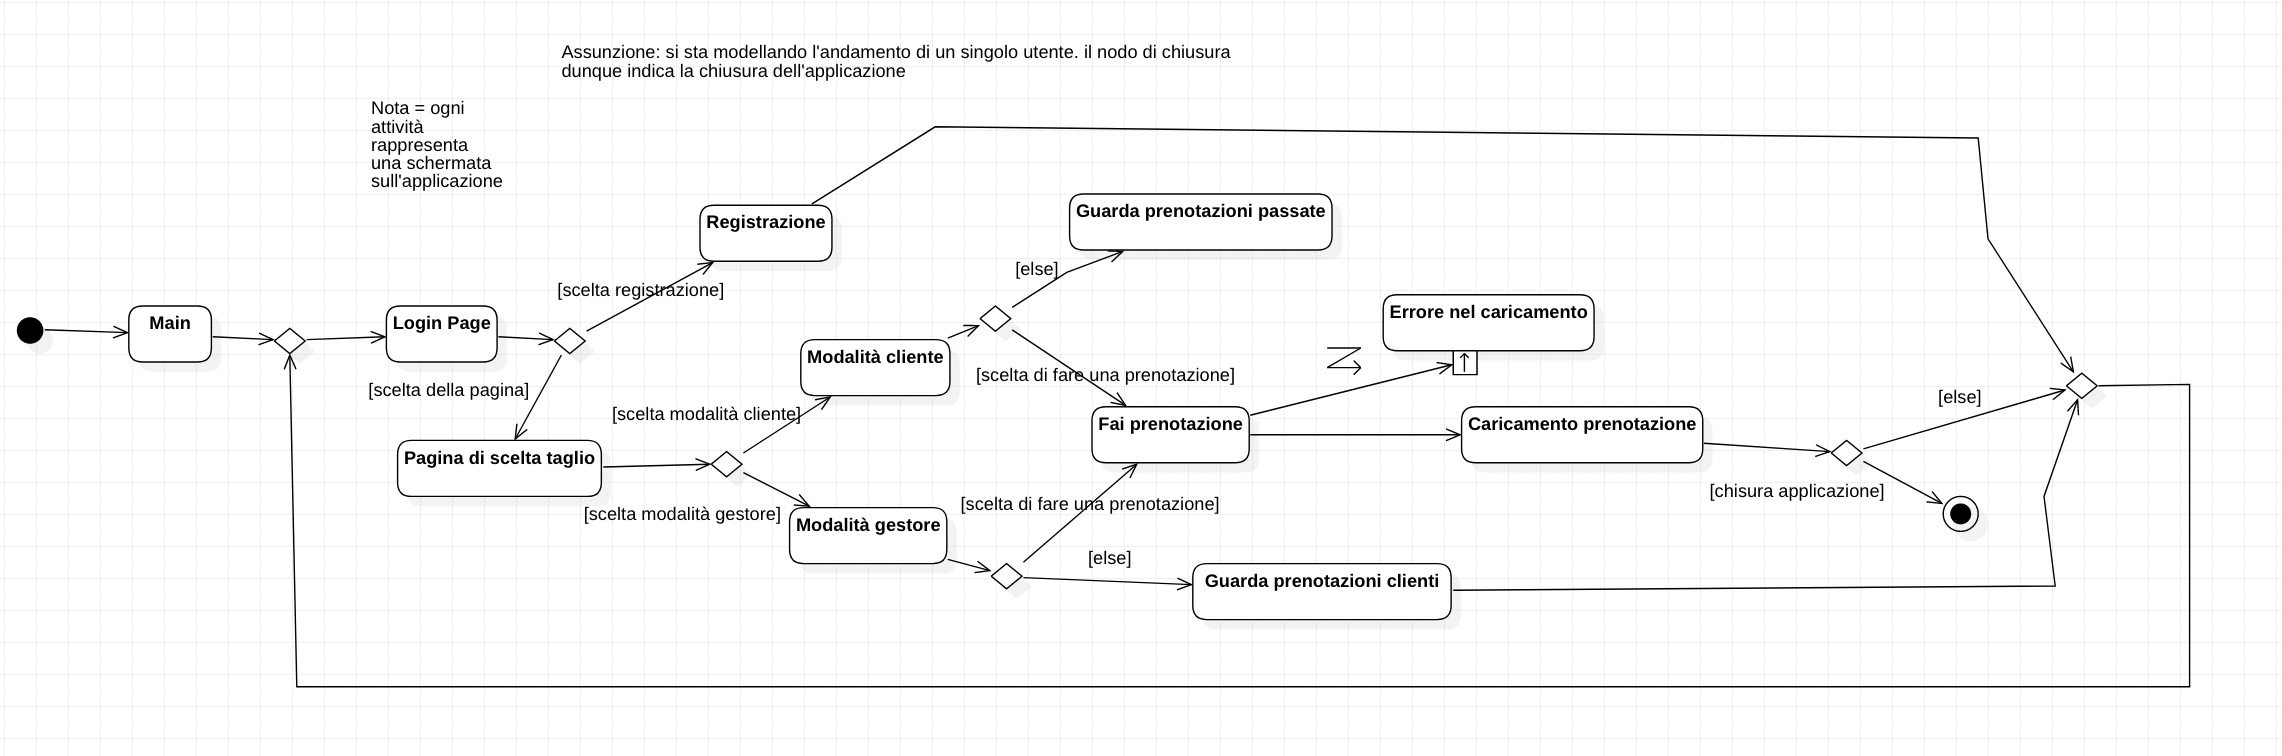 Assunzione: si sta modellando l'andamento di un singolo utente. il nodo di chiusura
dunque indica la chiusura dell'applicazione
Nota = ogni
attività
rappresenta
una schermata
sull'applicazione
Registrazione
Guarda prenotazioni passate
[else]
[scelta registrazione]
Main
Login Page
Errore nel caricamento
Modalità cliente
[scelta di fare una prenotazione]
[scelta della pagina]
[else]
[scelta modalità cliente]
Fai prenotazione
Caricamento prenotazione
Pagina di scelta taglio
[chisura applicazione]
[scelta di fare una prenotazione]
[scelta modalità gestore]
Modalità gestore
[else]
Guarda prenotazioni clienti